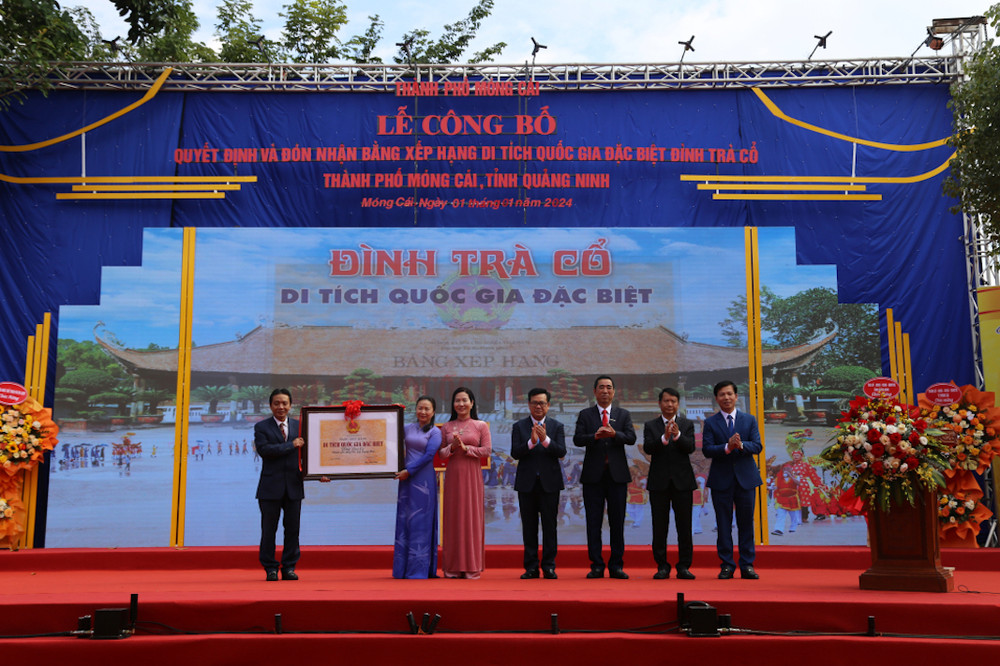 THÀNH PHỐ MÓNG CÁI
LỄ CÔNG BỐ
QUYẾT ĐỊNH VÀ ĐÓN NHẬN BẰNG XẾP HẠNG DI TÍCH QUỐC GIA ĐẶC BIỆT ĐÌNH TRÀ CỔ
THÀNH PHỐ MÓNG CÁI, TỈNH QUẢNG NINH
Móng Cái, Ngày 01 tháng 01 năm 2024
ĐÌNH TRÀ CỔ
DI TÍCH QUỐC GIA ĐẶC BIỆT
BẰNG XẾP HẠNG
DI TÍCH QUỐC GIA ĐẶC BIỆT